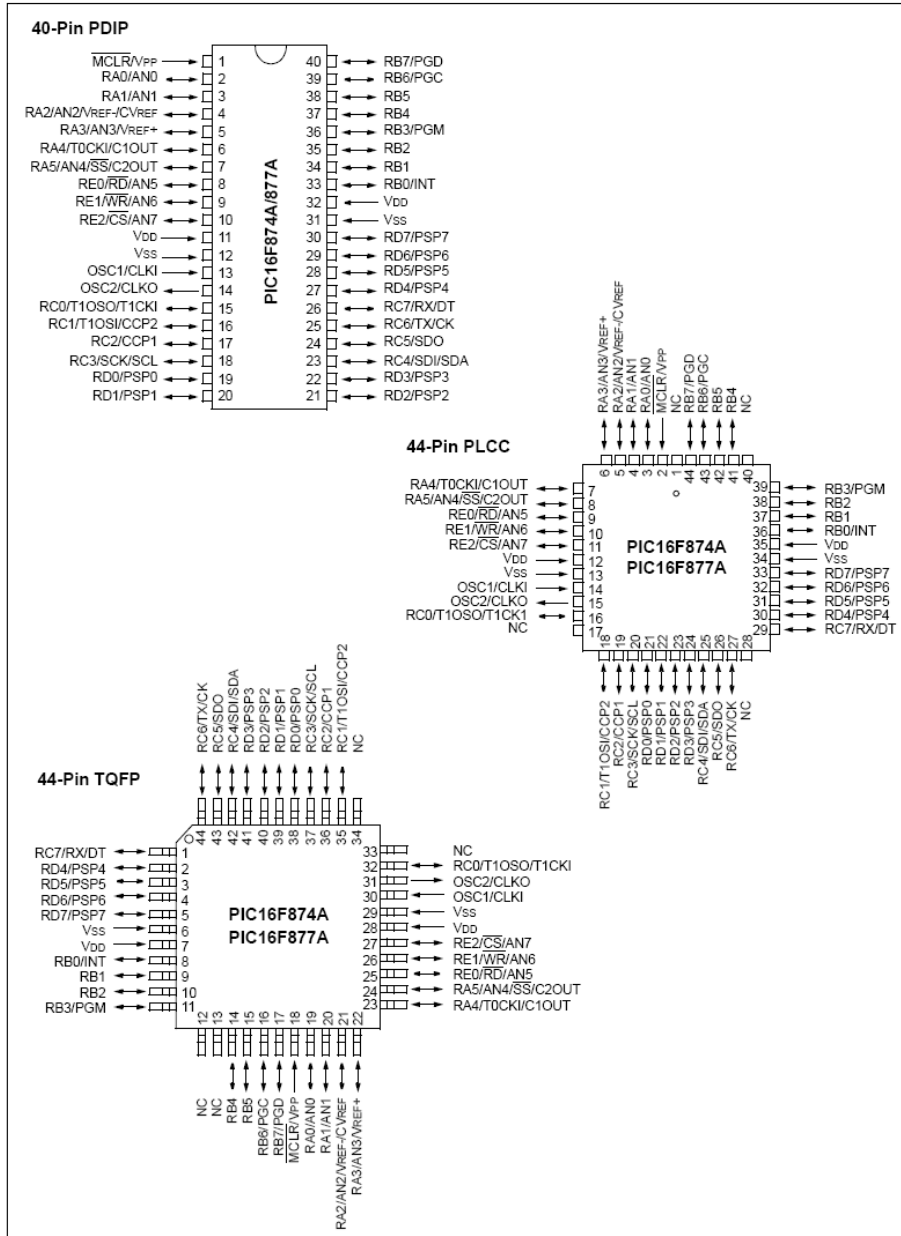 40-Pin PDIP
MCLR/VPP 1
RA0/AN0 2
RA1/AN1 3
RA2/AN2/VREF-/CVREF 4
RA3/AN3/VREF+ 5
RA4/T0CKI/C1OUT 6
RA5/AN4/SS/C2OUT 7
RE0/RD/AN5 8
RE1/WR/AN6 9
RE2/CS/AN7 10
VDD 11
VSS 12
OSC1/CLKI 13
OSC2/CLKO 14
RC0/T1OSO/T1CKI 15
RC1/T1OSI/CCP2 16
RC2/CCP1 17
RC3/SCK/SCL 18
RD0/PSP0 19
RD1/PSP1 20
PIC16F874A/877A
40 RB7/PGD
39 RB6/PGC
38 RB5
37 RB4
36 RB3/PGM
35 RB2
34 RB1
33 RB0/INT
32 VDD
31 VSS
30 RD7/PSP7
29 RD6/PSP6
28 RD5/PSP5
27 RD4/PSP4
26 RC7/RX/DT
25 RC6/TX/CK
24 RC5/SDO
23 RC4/SDI/SDA
22 RD3/PSP3
21 RD2/PSP2
44-Pin PLCC
RA3/AN3/VREF+ 6
RA2/AN2/VREF-/CVREF 5
RA1/AN1 4
RA0/AN0 3
MCLR/VPP 2
NC 1
RB7/PGD 44
RB6/PGC 43
RB5 42
RB4 41
NC 40
RA4/T0CKI/C1OUT 7
RA5/AN4/SS/C2OUT 8
RE0/RD/AN5 9
RE1/WR/AN6 10
RE2/CS/AN7 11
VDD 12
VSS 13
OSC1/CLKI 14
OSC2/CLKO 15
RC0/T1OSO/T1CK1 16
NC 17
PIC16F874A
PIC16F877A
39 RB3/PGM
38 RB2
37 RB1
36 RB0/INT
35 VDD
34 VSS
33 RD7/PSP7
32 RD6/PSP6
31 RD5/PSP5
30 RD4/PSP4
29 RC7/RX/DT
18 RC1/T1OSI/CCP2
19 RC2/CCP1
20 RC3/SCK/SCL
21 RD0/PSP0
22 RD1/PSP1
23 RD2/PSP2
24 RD3/PSP3
25 RC4/SDI/SDA
26 RC5/SDO
27 RC6/TX/CK
28 NC
44-Pin TQFP
RC6/TX/CK 44
RC5/SDO 43
RC4/SDI/SDA 42
RD3/PSP3 41
RD2/PSP2 40
RD1/PSP1 39
RD0/PSP0 38
RC3/SCK/SCL 37
RC2/CCP1 36
RC1/T1OSI/CCP2 35
NC 34
RC7/RX/DT 1
RD4/PSP4 2
RD5/PSP5 3
RD6/PSP6 4
RD7/PSP7 5
VSS 6
VDD 7
RB0/INT 8
RB1 9
RB2 10
RB3/PGM 11
PIC16F874A
PIC16F877A
33 NC
32 RC0/T1OSO/T1CKI
31 OSC2/CLKO
30 OSC1/CLKI
29 VSS
28 VDD
27 RE2/CS/AN7
26 RE1/WR/AN6
25 RE0/RD/AN5
24 RA5/AN4/SS/C2OUT
23 RA4/T0CKI/C1OUT
12 NC
13 NC
14 RB4
15 RB5
16 RB6/PGC
17 RB7/PGD
18 MCLR/VPP
19 RA0/AN0
20 RA1/AN1
21 RA2/AN2/VREF-/CVREF
22 RA3/AN3/VREF+